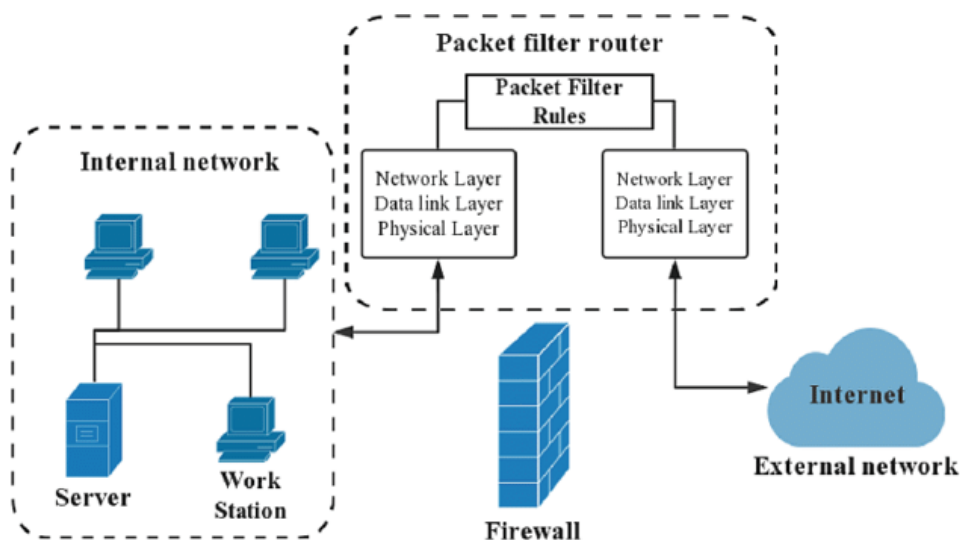 Packet filter router
Packet Filter
Rules
Internal network
Network Layer
Data link Layer
Physical Layer
Network Layer
Data link Layer
Physical Layer
Server
Work
Station
Firewall
Internet
External network